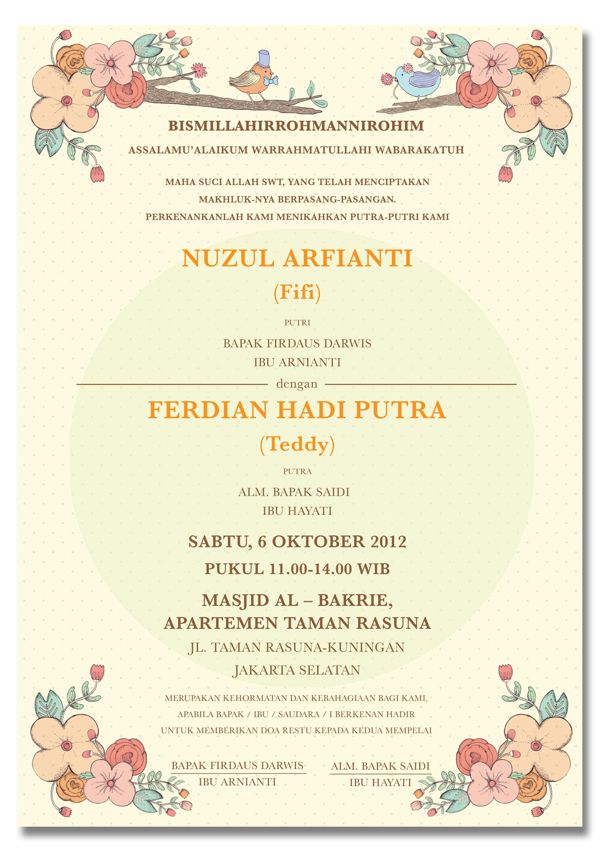 BISMILLAHIRROHMANNIROHIM
ASSALAMU'ALAIKUM WARRAHMATULLAHI WABARAKATUH
MAHA SUCI ALLAH SWT, YANG TELAH MENCIPTAKAN
MAKHLUK-NYA BERPASANG-PASANGAN.
PERKENANKANLAH KAMI MENIKAHKAN PUTRA-PUTRI KAMI
NUZUL ARFIANTI
(Fifi)
PUTRI
BAPAK FIRDAUS DARWIS
IBU ARNIANTI
dengan
FERDIAN HADI PUTRA
(Teddy)
PUTRA
ALM. BAPAK SAIDI
IBU HAYATI
SABTU, 6 OKTOBER 2012
PUKUL 11.00-14.00 WIB
MASJID AL – BAKRIE,
APARTEMEN TAMAN RASUNA
JL. TAMAN RASUNA-KUNINGAN
JAKARTA SELATAN
MERUPAKAN KEHORMATAN DAN KEBAHAGIAAN BAGI KAMI,
APABILA BAPAK / IBU / SAUDARA / I BERKENAN HADIR
UNTUK MEMBERIKAN DOA RESTU KEPADA KEDUA MEMPELAI
BAPAK FIRDAUS DARWIS
IBU ARNIANTI
ALM. BAPAK SAIDI
IBU HAYATI